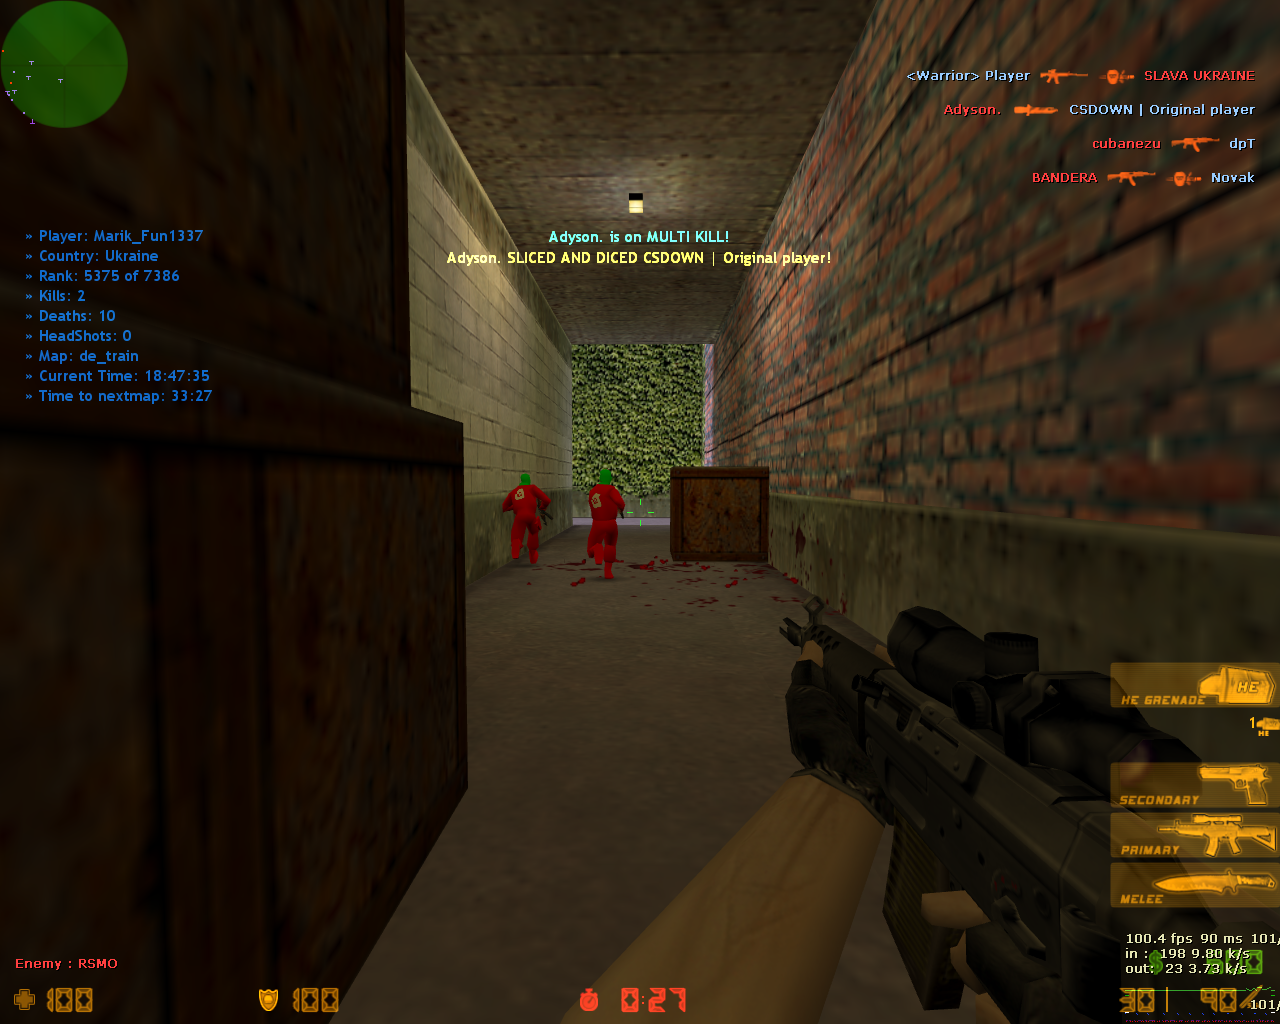 <Warrior> Player SLAVA UKRAINE
Adyson. CSDOWN | Original player
cubanezu dpT
BANDERA Novak
» Player: Marik_Fun1337
» Country: Ukraine
» Rank: 5375 of 7386
» Kills: 2
» Deaths: 10
» HeadShots: 0
» Map: de_train
» Current Time: 18:47:35
» Time to nextmap: 33:27
Adyson. is on MULTI KILL!
Adyson. SLICED AND DICED CSDOWN | Original player!
HE
HE GRENADE
1
HE
SECONDARY
PRIMARY
MELEE
100.4 fps 90 ms 101/
in : 198 9.80 k/s
out: 23 3.73 k/s
$
Enemy : RSMO
100
100
0:27
30 | 90
101/